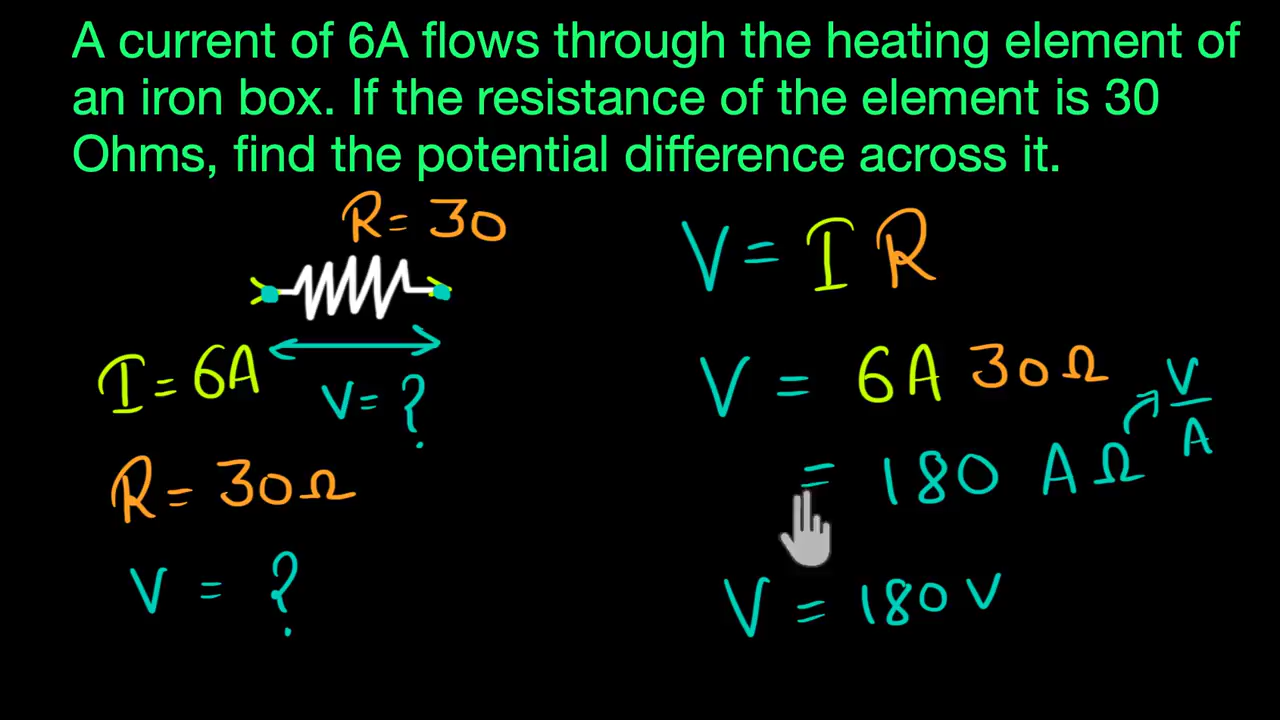 A current of 6A flows through the heating element of
an iron box. If the resistance of the element is 30
Ohms, find the potential difference across it.
R = 30
I = 6A
V = ?
R = 30Ω
V = ?
V = I R
V = 6A 30Ω
V/A
= 180 AΩ
V = 180 V